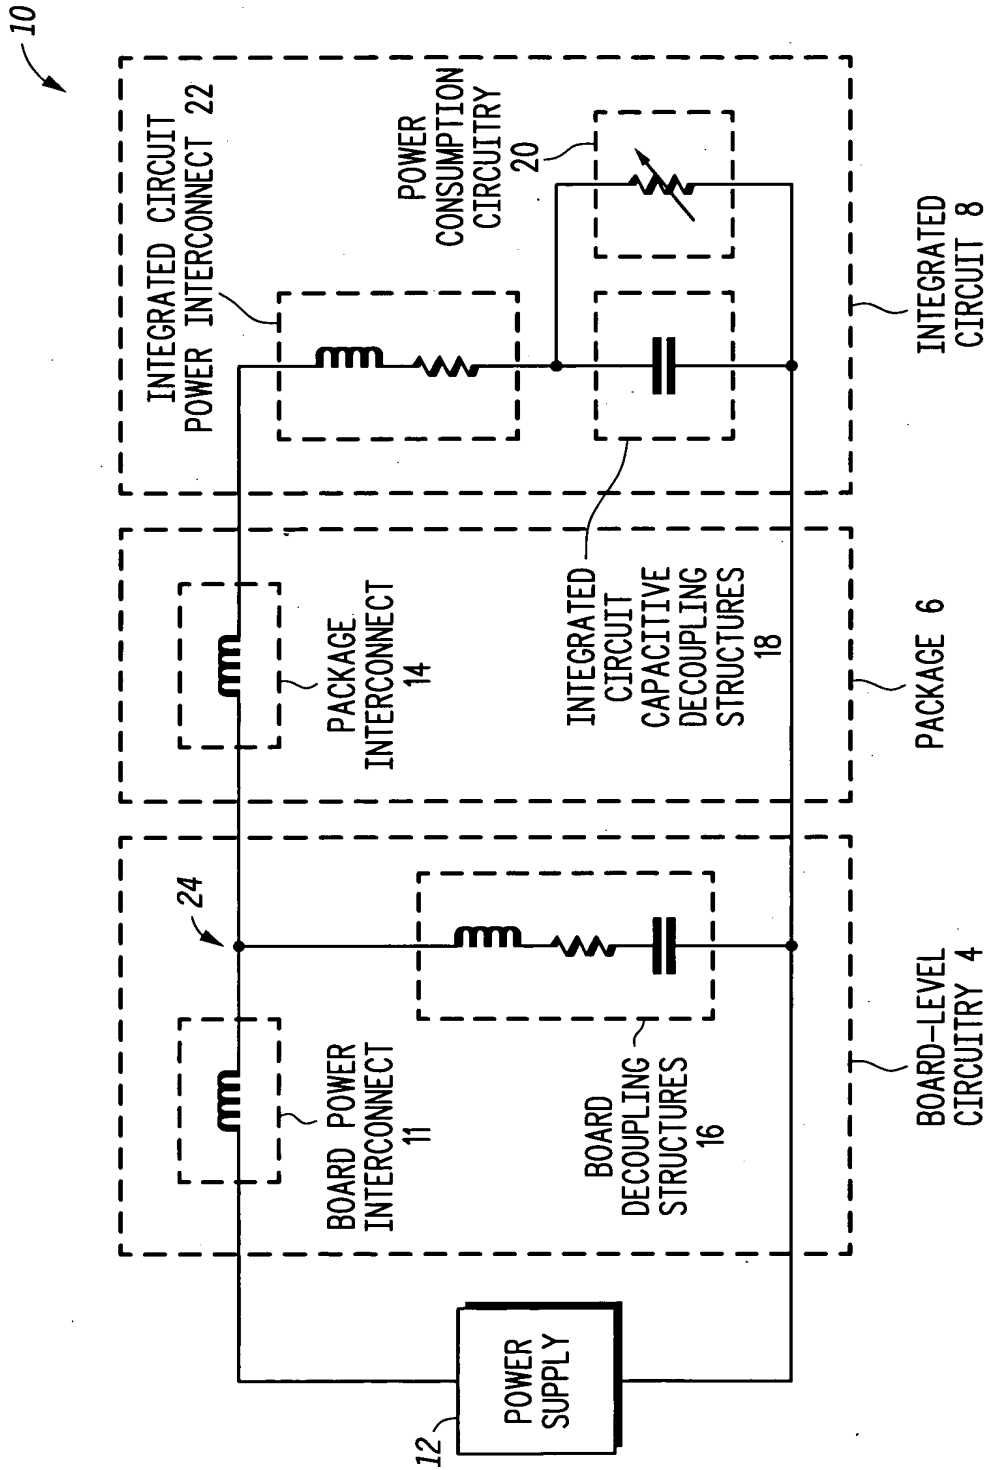 10
INTEGRATED CIRCUIT
POWER INTERCONNECT 22
POWER
CONSUMPTION
CIRCUITRY
20
INTEGRATED
CIRCUIT 8
PACKAGE
INTERCONNECT
14
INTEGRATED
CIRCUIT
CAPACITIVE
DECOUPLING
STRUCTURES
18
PACKAGE 6
24
BOARD POWER
INTERCONNECT
11
BOARD
DECOUPLING
STRUCTURES
16
BOARD-LEVEL
CIRCUITRY 4
12
POWER
SUPPLY